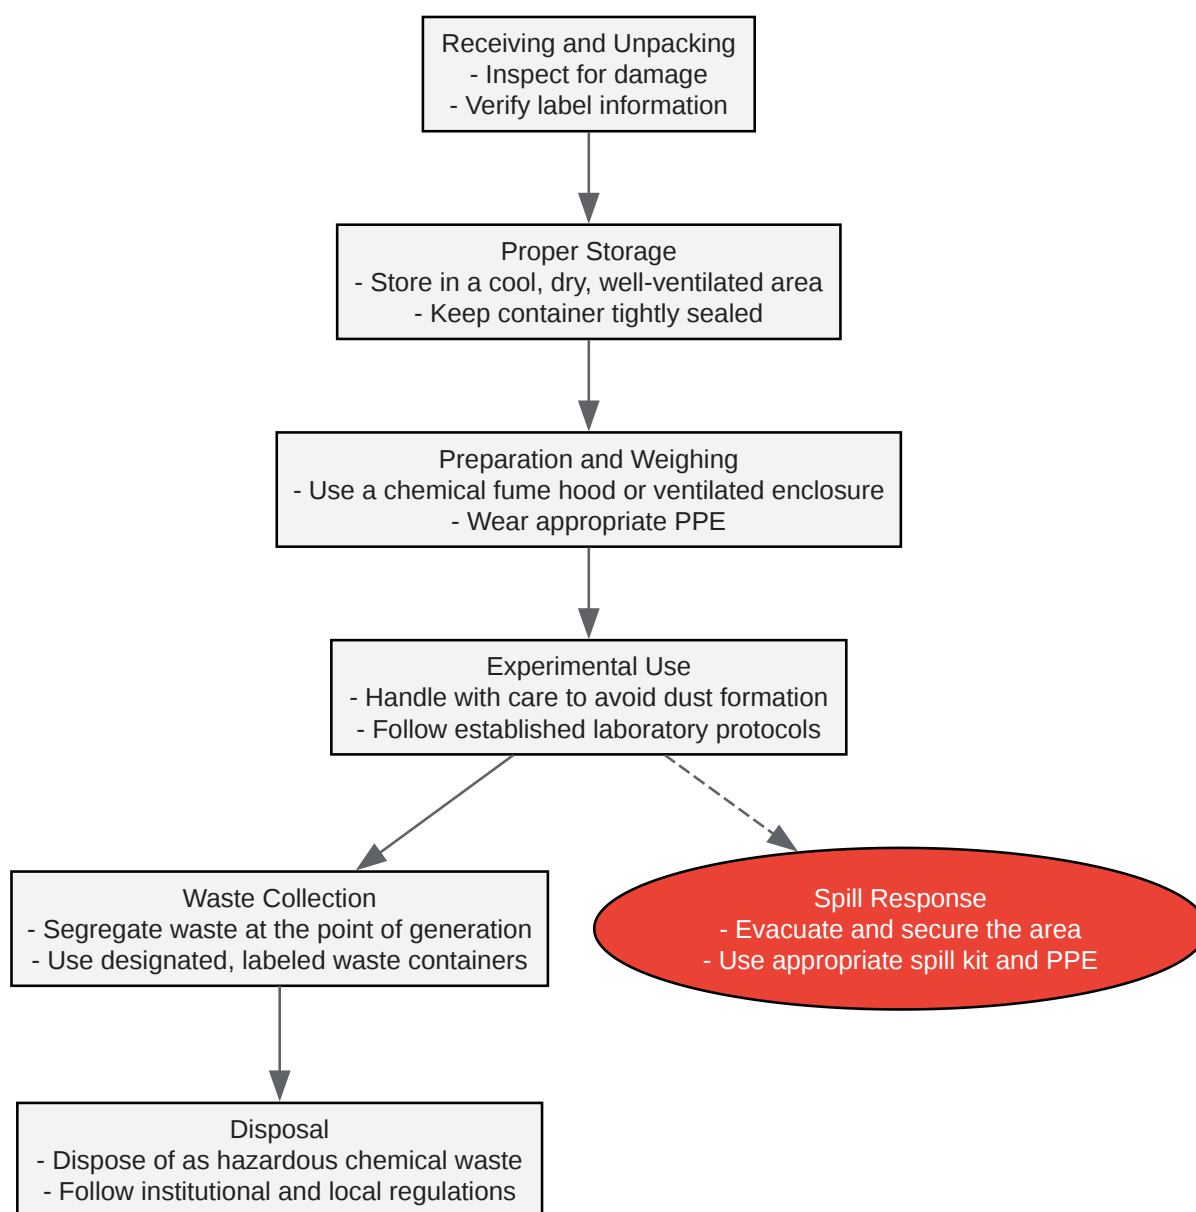 Receiving and Unpacking
- Inspect for damage
- Verify label information
Proper Storage
- Store in a cool, dry, well-ventilated area
- Keep container tightly sealed
Preparation and Weighing
- Use a chemical fume hood or ventilated enclosure
- Wear appropriate PPE
Experimental Use
- Handle with care to avoid dust formation
- Follow established laboratory protocols
Waste Collection
- Segregate waste at the point of generation
- Use designated, labeled waste containers
Spill Response
- Evacuate and secure the area
- Use appropriate spill kit and PPE
Disposal
- Dispose of as hazardous chemical waste
- Follow institutional and local regulations